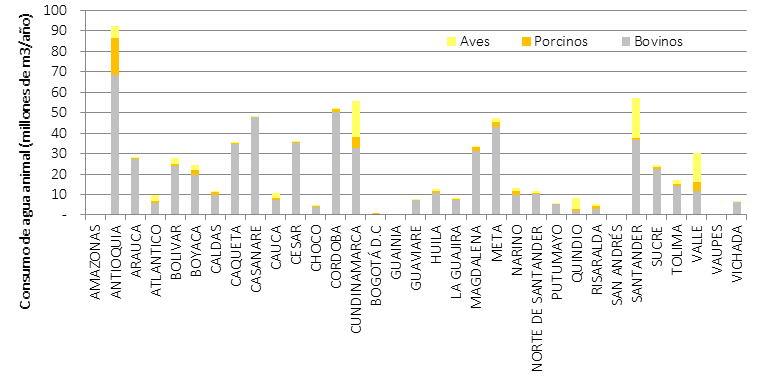 Consumo de agua animal (millones de m3/año)
100
90
80
70
60
50
40
30
20
10
-
Aves
Porcinos
Bovinos
AMAZONAS
ANTIOQUIA
ARAUCA
ATLANTICO
BOLIVAR
BOYACA
CALDAS
CAQUETA
CASANARE
CAUCA
CESAR
CHOCO
CORDOBA
CUNDINAMARCA
BOGOTÁ D.C
GUAINIA
GUAVIARE
HUILA
LA GUAJIRA
MAGDALENA
META
NARINO
NORTE DE SANTANDER
PUTUMAYO
QUINDIO
RISARALDA
SAN ANDRÉS
SANTANDER
SUCRE
TOLIMA
VALLE
VAUPES
VICHADA